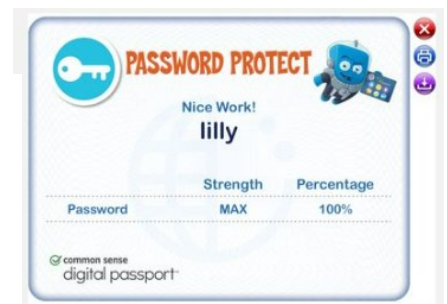 PASSWORD PROTECT
Nice Work!
lilly
Strength Percentage
Password MAX 100%
common sense
digital passport